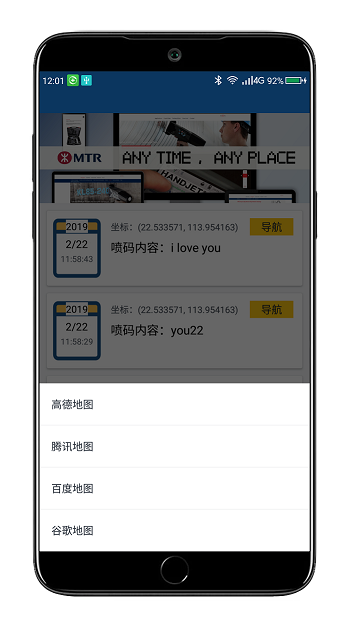 12:01 4G 92%
MTR ANY TIME , ANY PLACE
HANDJET
2019
2/22
11:58:43
坐标：(22.533571, 113.954163)
导航
喷码内容：i love you
2019
2/22
11:58:29
坐标：(22.533571, 113.954163)
导航
喷码内容：you22
高德地图
腾讯地图
百度地图
谷歌地图